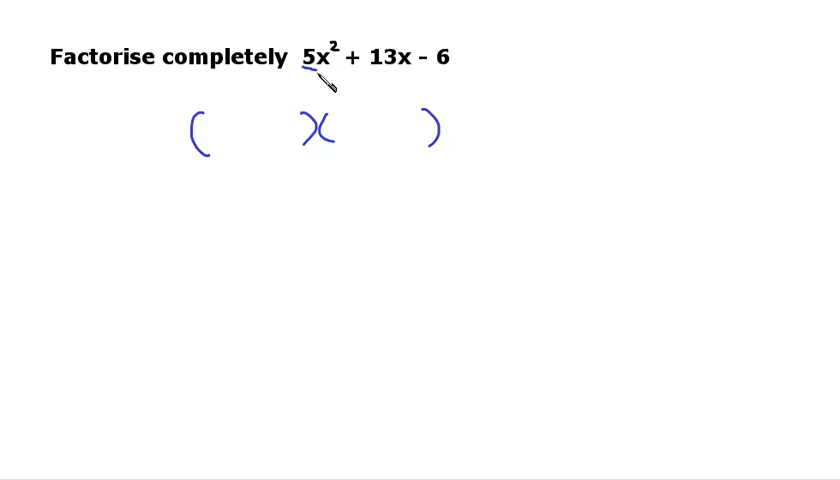 Factorise completely 5x² + 13x - 6
( x )